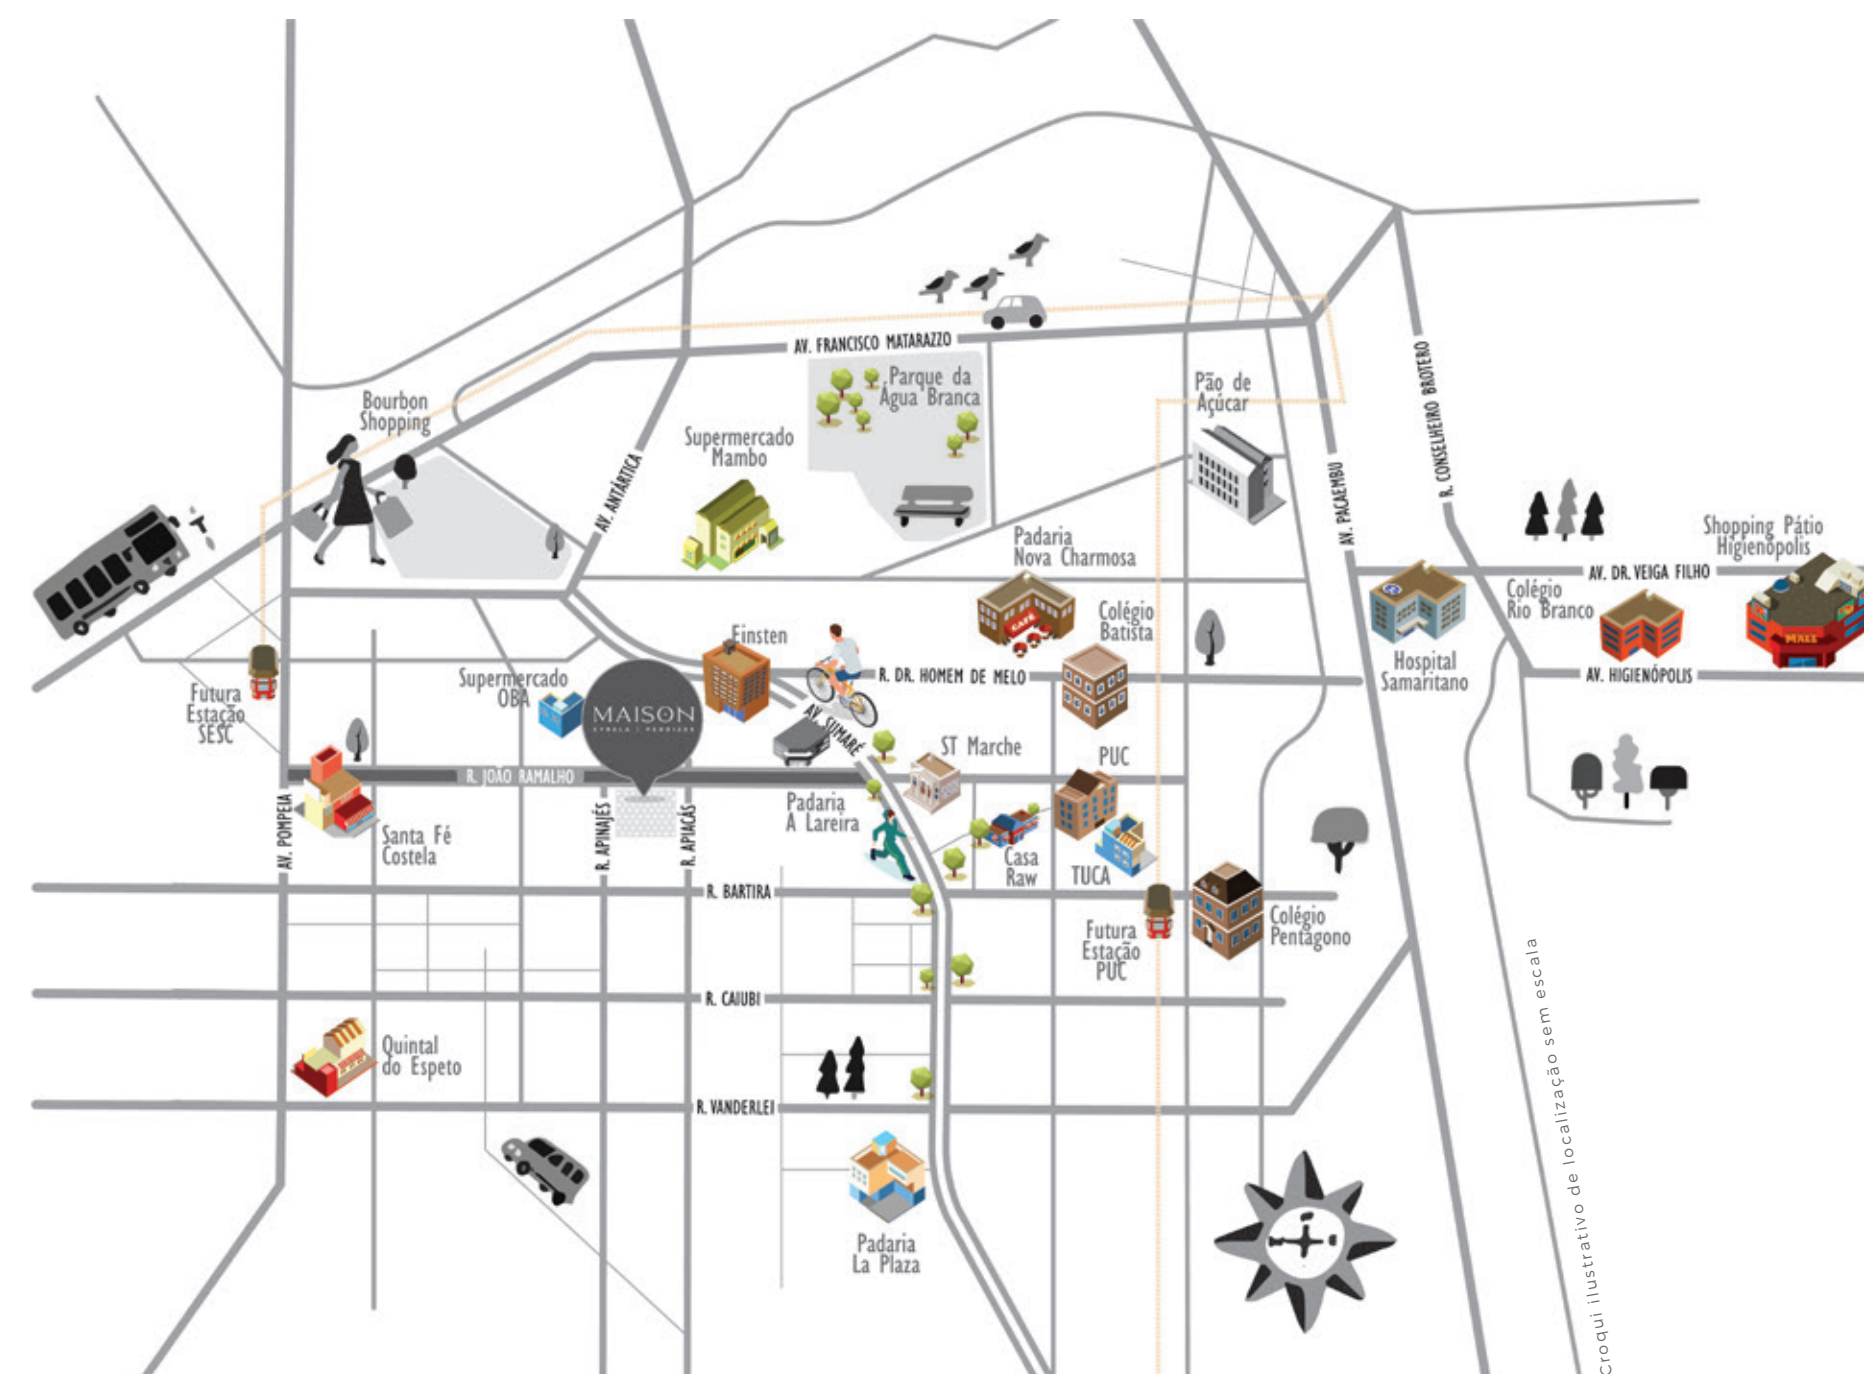 AV. FRANCISCO MATARAZZO
Parque da
Água Branca
Pão de
Açúcar
R. CONSELHEIRO BROTERO
Bourbon
Shopping
Supermercado
Mambo
AV. ANTÁRTICA
AV. PACAEMBU
Padaria
Nova Charmosa
Shopping Pátio
Higienópolis
AV. DR. VEIGA FILHO
Colégio
Rio Branco
MALL
CAFÉ
Colégio
Batista
Einsten
Hospital
Samaritano
R. DR. HOMEM DE MELO
AV. HIGIENÓPOLIS
Supermercado
OBA
Futura
Estação
SESC
MAISON
AV. SUMARÉ
ST Marche
PUC
R. JOÃO RAMALHO
AV. POMPEIA
R. APINAJÉS
R. APIACÁS
Padaria
A Lareira
Santa Fé
Costela
Casa
Raw
TUCA
R. BARTIRA
Futura
Estação
PUC
Colégio
Pentágono
R. CAIUBI
Quintal
do Espeto
R. VANDERLEI
Padaria
La Plaza
Croqui ilustrativo de localização sem escala